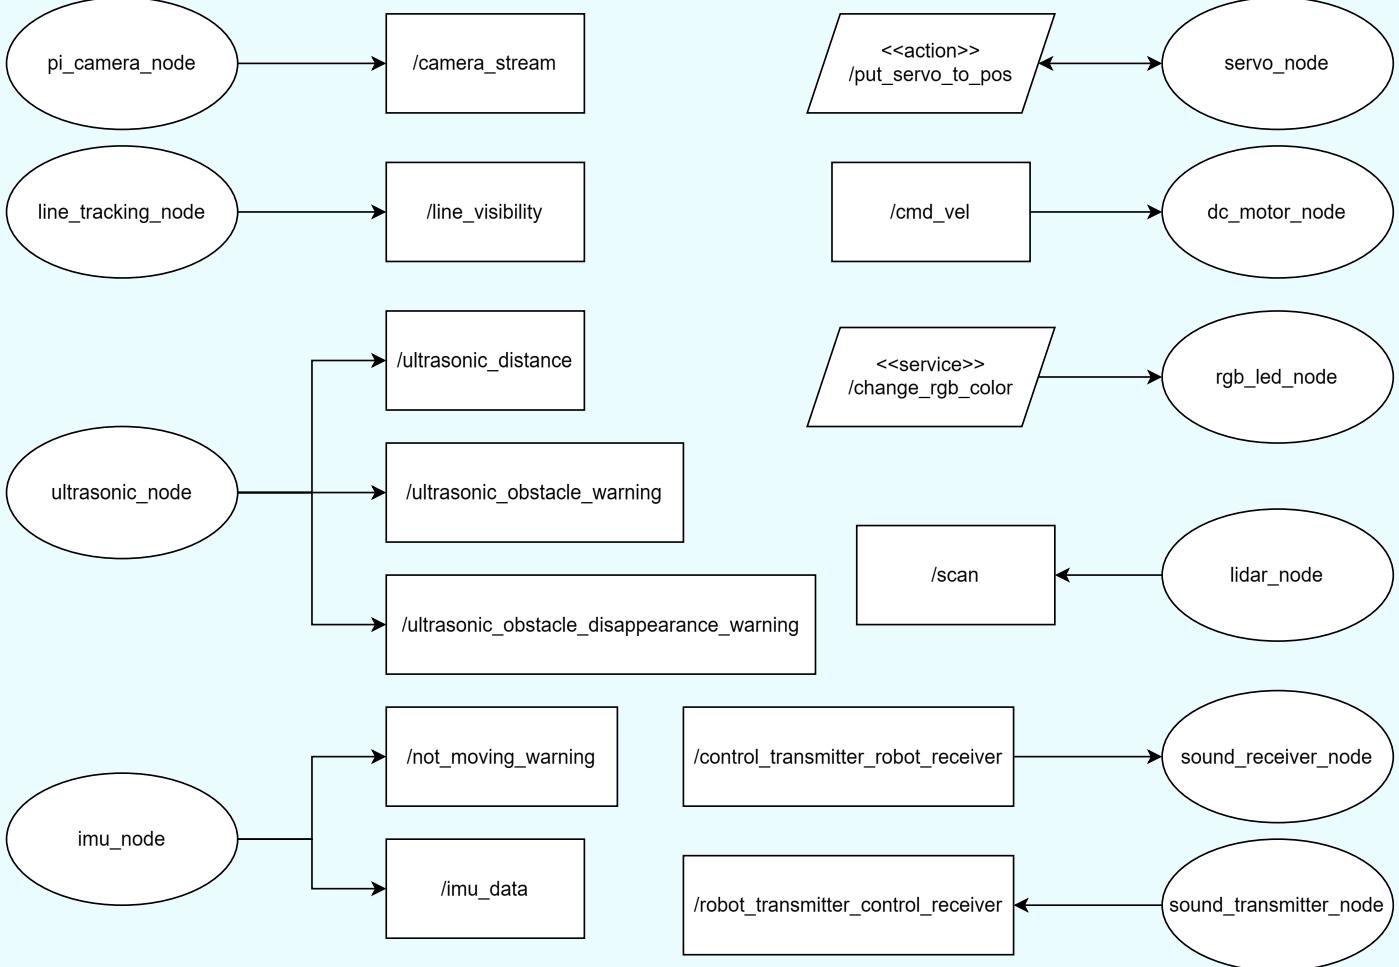 pi_camera_node
/camera_stream
<<action>>
/put_servo_to_pos
servo_node
line_tracking_node
/line_visibility
/cmd_vel
dc_motor_node
/ultrasonic_distance
<<service>>
/change_rgb_color
rgb_led_node
ultrasonic_node
/ultrasonic_obstacle_warning
/scan
lidar_node
/ultrasonic_obstacle_disappearance_warning
/not_moving_warning
/control_transmitter_robot_receiver
sound_receiver_node
imu_node
/imu_data
/robot_transmitter_control_receiver
sound_transmitter_node